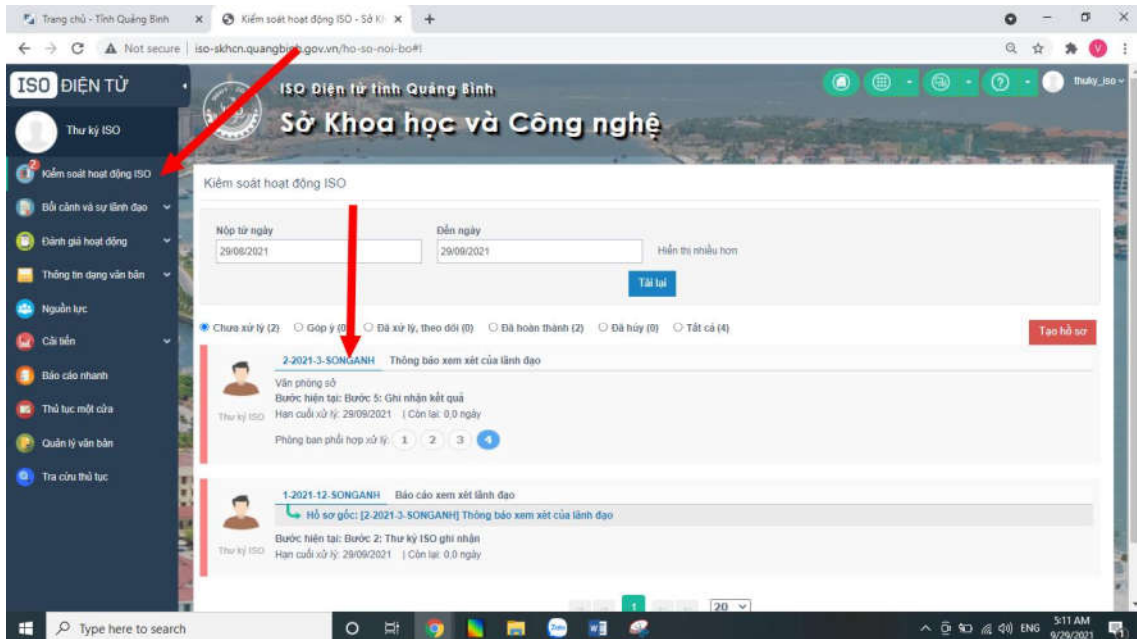 Trang chủ - Tỉnh Quảng Bình
Kiểm soát hoạt động ISO - Sở K
Not secure | iso-skhcn.quangbinh.gov.vn/ho-so-noi-bo#!
ISO ĐIỆN TỬ
ISO Điện tử tỉnh Quảng Bình
Sở Khoa học và Công nghệ
thuky_iso
Thư ký ISO
2
Kiểm soát hoạt động ISO
Bối cảnh và sự lãnh đạo
Đánh giá hoạt động
Thông tin dạng văn bản
Nguồn lực
Cải tiến
Báo cáo nhanh
Thủ tục một cửa
Quản lý văn bản
Tra cứu thủ tục
Kiểm soát hoạt động ISO
Nộp từ ngày
Đến ngày
29/08/2021
29/09/2021
Hiển thị nhiều hơn
Tải lại
Chưa xử lý (2) Góp ý (0) Đã xử lý, theo dõi (0) Đã hoàn thành (2) Đã hủy (0) Tất cả (4)
Tạo hồ sơ
2-2021-3-SONGANH Thông báo xem xét của lãnh đạo
Văn phòng sở
Bước hiện tại: Bước 5: Ghi nhận kết quả
Thư ký ISO
Hạn cuối xử lý: 29/09/2021 | Còn lại: 0,0 ngày
Phòng ban phối hợp xử lý: 1 2 3 4
1-2021-12-SONGANH Báo cáo xem xét lãnh đạo
Hồ sơ gốc: [2-2021-3-SONGANH] Thông báo xem xét của lãnh đạo
Bước hiện tại: Bước 2: Thư ký ISO ghi nhận
Thư ký ISO
Hạn cuối xử lý: 29/09/2021 | Còn lại: 0,0 ngày
1
20
Type here to search
Zalo
ENG
5:11 AM
9/29/2021